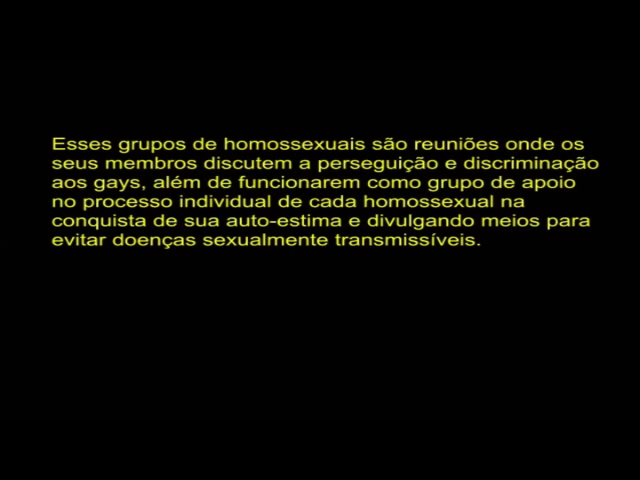 Esses grupos de homossexuais são reuniões onde os
seus membros discutem a perseguição e discriminação
aos gays, além de funcionarem como grupo de apoio
no processo individual de cada homossexual na
conquista de sua auto-estima e divulgando meios para
evitar doenças sexualmente transmissíveis.